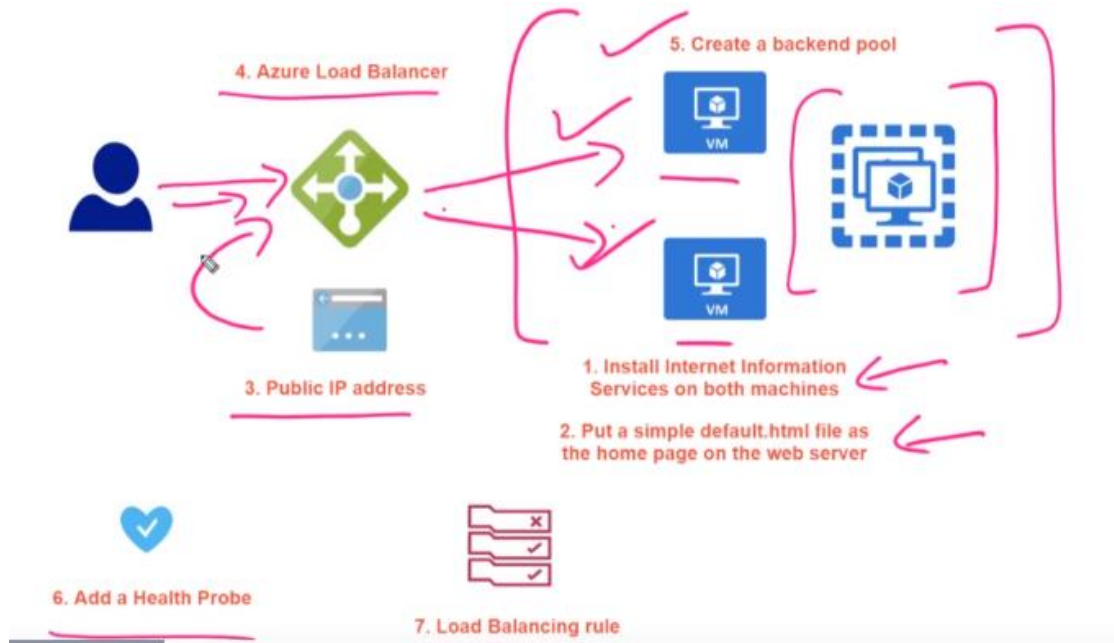 5. Create a backend pool
4. Azure Load Balancer
VM
VM
1. Install Internet Information
Services on both machines
3. Public IP address
2. Put a simple default.html file as
the home page on the web server
6. Add a Health Probe
7. Load Balancing rule